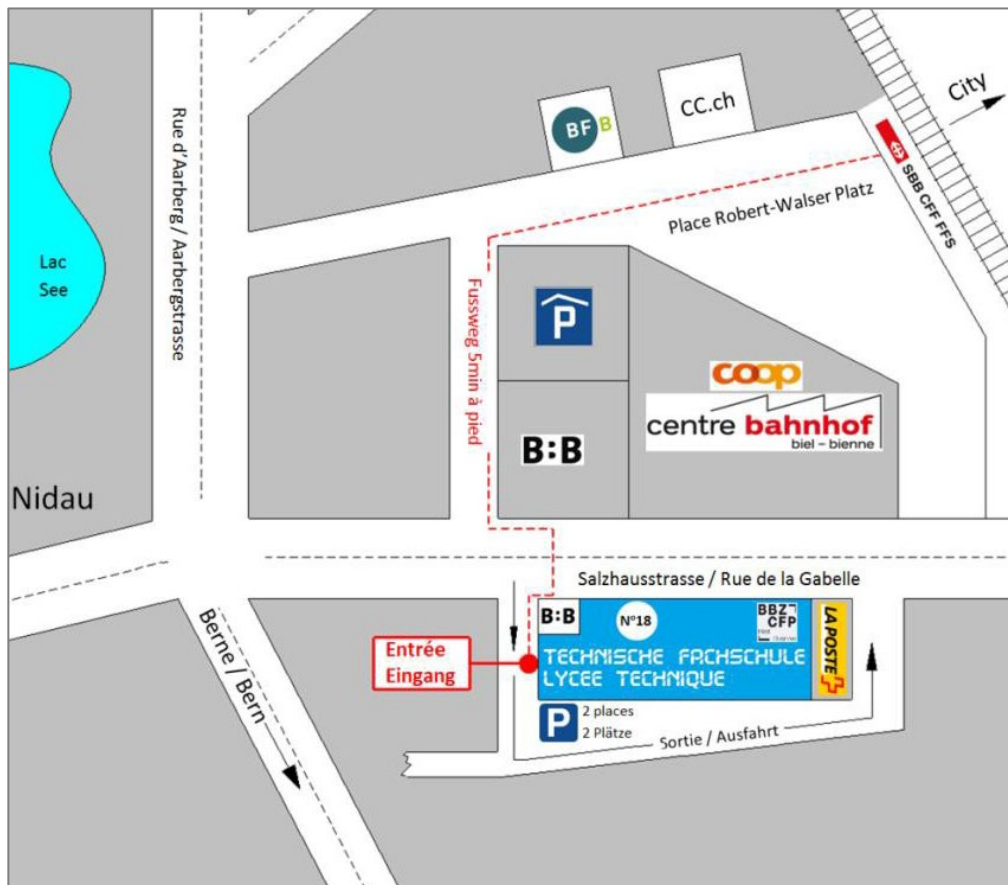 City
CC.ch
BFB
SBB CFF FFS
Place Robert-Walser Platz
Rue d'Aarberg / Aarbergstrasse
Lac
See
Fussweg 5min à pied
P
coop
centre bahnhof
biel – bienne
B:B
Nidau
Salzhausstrasse / Rue de la Gabelle
Berne / Bern
Entrée
Eingang
B:B
N°18
BBZ
CFP
LA POSTE
TECHNISCHE FACHSCHULE
LYCEE TECHNIQUE
P
2 places
2 Plätze
Sortie / Ausfahrt